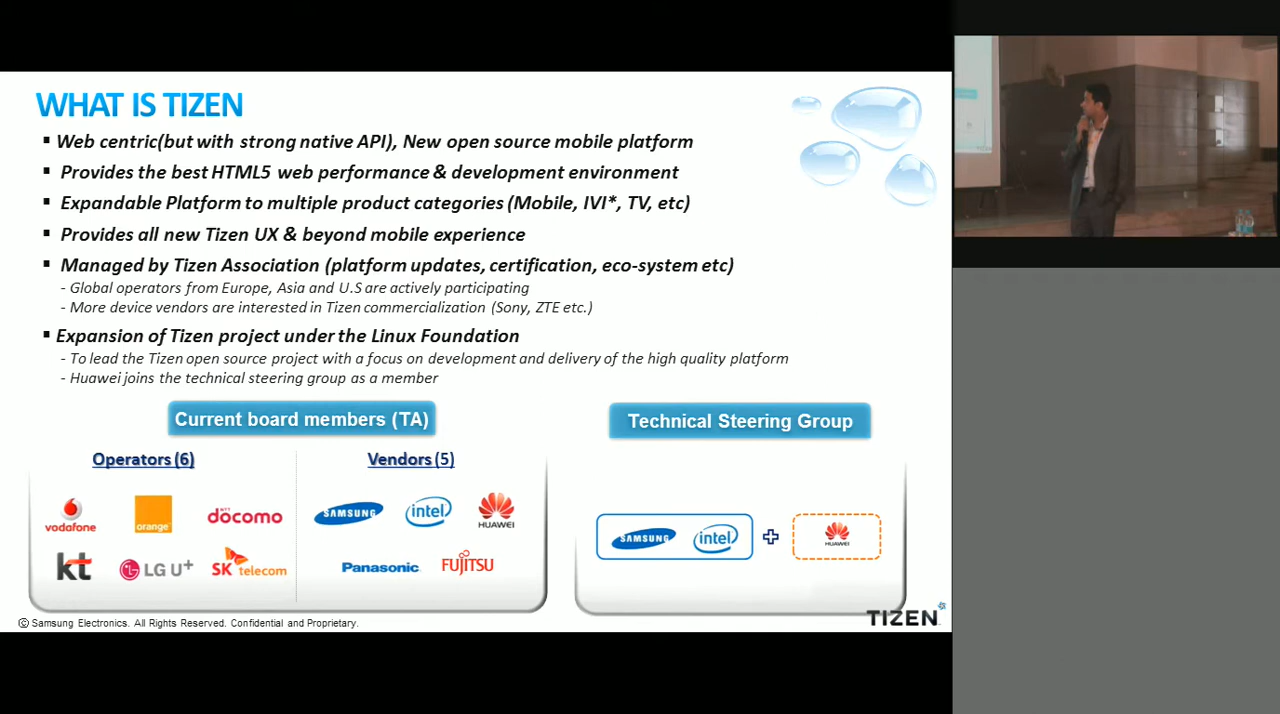 WHAT IS TIZEN
▪ Web centric(but with strong native API), New open source mobile platform
▪ Provides the best HTML5 web performance & development environment
▪ Expandable Platform to multiple product categories (Mobile, IVI*, TV, etc)
▪ Provides all new Tizen UX & beyond mobile experience
▪ Managed by Tizen Association (platform updates, certification, eco-system etc)
- Global operators from Europe, Asia and U.S are actively participating
- More device vendors are interested in Tizen commercialization (Sony, ZTE etc.)
▪ Expansion of Tizen project under the Linux Foundation
- To lead the Tizen open source project with a focus on development and delivery of the high quality platform
- Huawei joins the technical steering group as a member
Current board members (TA)
Operators (6)
vodafone orange NTT docomo
kt LG U+ SK telecom
Vendors (5)
SAMSUNG intel HUAWEI
Panasonic FUJITSU
Technical Steering Group
SAMSUNG intel + HUAWEI
TIZEN
© Samsung Electronics. All Rights Reserved. Confidential and Proprietary.